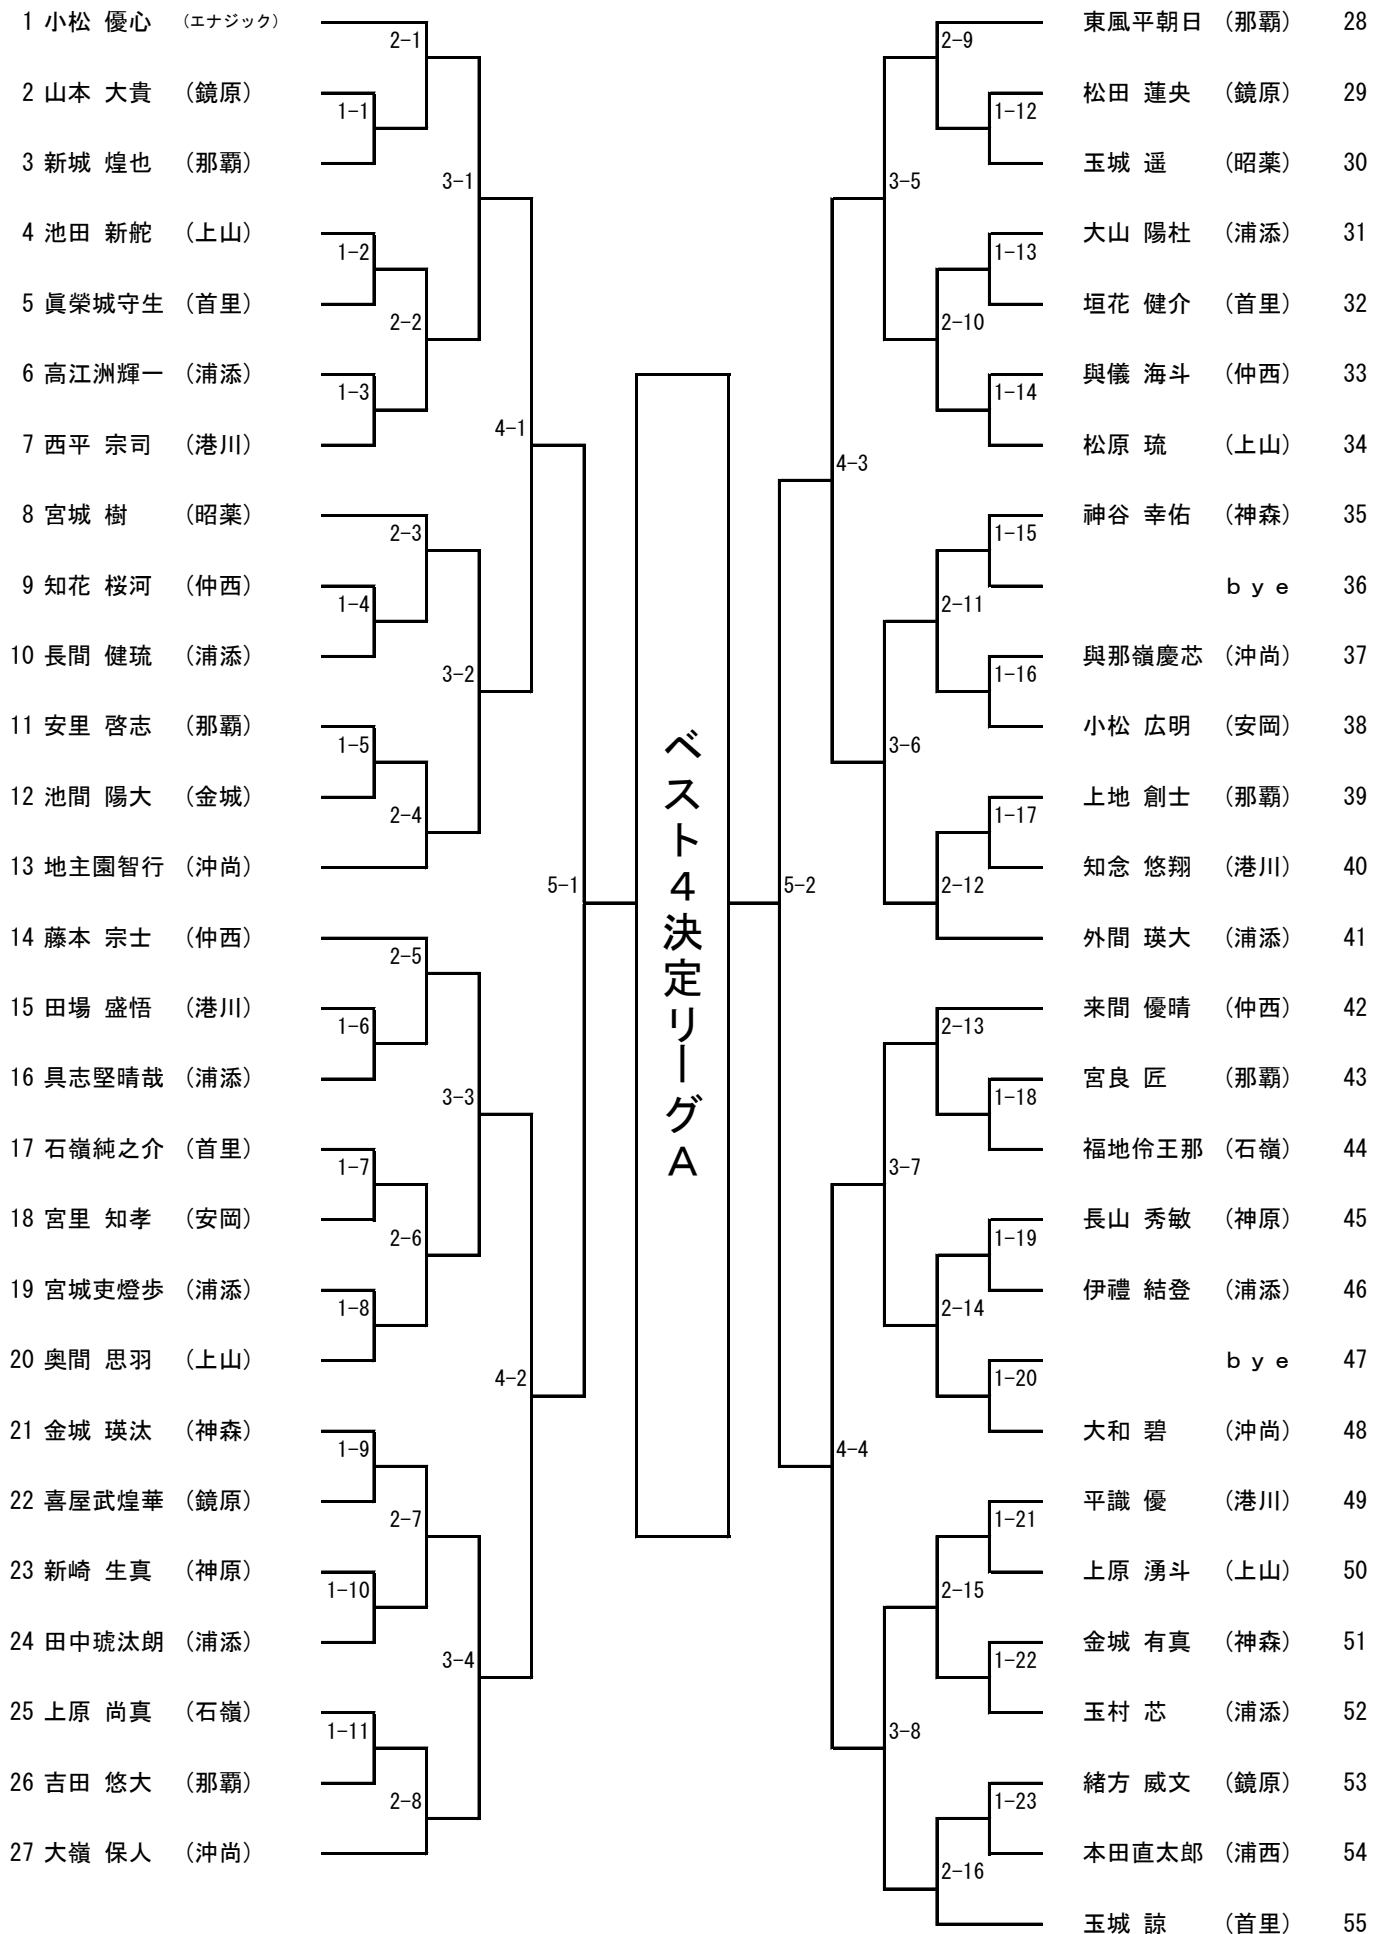 1 小松 優心 （エナジック）
2 山本 大貴 （鏡原）
3 新城 煌也 （那覇）
4 池田 新舵 （上山）
5 眞榮城守生 （首里）
6 高江洲輝一 （浦添）
7 西平 宗司 （港川）
8 宮城 樹 （昭薬）
9 知花 桜河 （仲西）
10 長間 健琉 （浦添）
11 安里 啓志 （那覇）
12 池間 陽大 （金城）
13 地主園智行 （沖尚）
14 藤本 宗士 （仲西）
15 田場 盛悟 （港川）
16 具志堅晴哉 （浦添）
17 石嶺純之介 （首里）
18 宮里 知孝 （安岡）
19 宮城吏燈歩 （浦添）
20 奥間 思羽 （上山）
21 金城 瑛汰 （神森）
22 喜屋武煌華 （鏡原）
23 新崎 生真 （神原）
24 田中琥汰朗 （浦添）
25 上原 尚真 （石嶺）
26 吉田 悠大 （那覇）
27 大嶺 保人 （沖尚）
1-1
1-2
1-3
1-4
1-5
1-6
1-7
1-8
1-9
1-10
1-11
2-1
2-2
2-3
2-4
2-5
2-6
2-7
2-8
3-1
3-2
3-3
3-4
4-1
4-2
5-1
ベスト４決定リーグＡ
5-2
4-3
4-4
3-5
3-6
3-7
3-8
2-9
2-10
2-11
2-12
2-13
2-14
2-15
2-16
1-12
1-13
1-14
1-15
1-16
1-17
1-18
1-19
1-20
1-21
1-22
1-23
東風平朝日 （那覇） 28
松田 蓮央 （鏡原） 29
玉城 遥 （昭薬） 30
大山 陽杜 （浦添） 31
垣花 健介 （首里） 32
與儀 海斗 （仲西） 33
松原 琉 （上山） 34
神谷 幸佑 （神森） 35
ｂｙｅ 36
與那嶺慶芯 （沖尚） 37
小松 広明 （安岡） 38
上地 創士 （那覇） 39
知念 悠翔 （港川） 40
外間 瑛大 （浦添） 41
来間 優晴 （仲西） 42
宮良 匠 （那覇） 43
福地伶王那 （石嶺） 44
長山 秀敏 （神原） 45
伊禮 結登 （浦添） 46
ｂｙｅ 47
大和 碧 （沖尚） 48
平識 優 （港川） 49
上原 湧斗 （上山） 50
金城 有真 （神森） 51
玉村 芯 （浦添） 52
緒方 威文 （鏡原） 53
本田直太郎 （浦西） 54
玉城 諒 （首里） 55